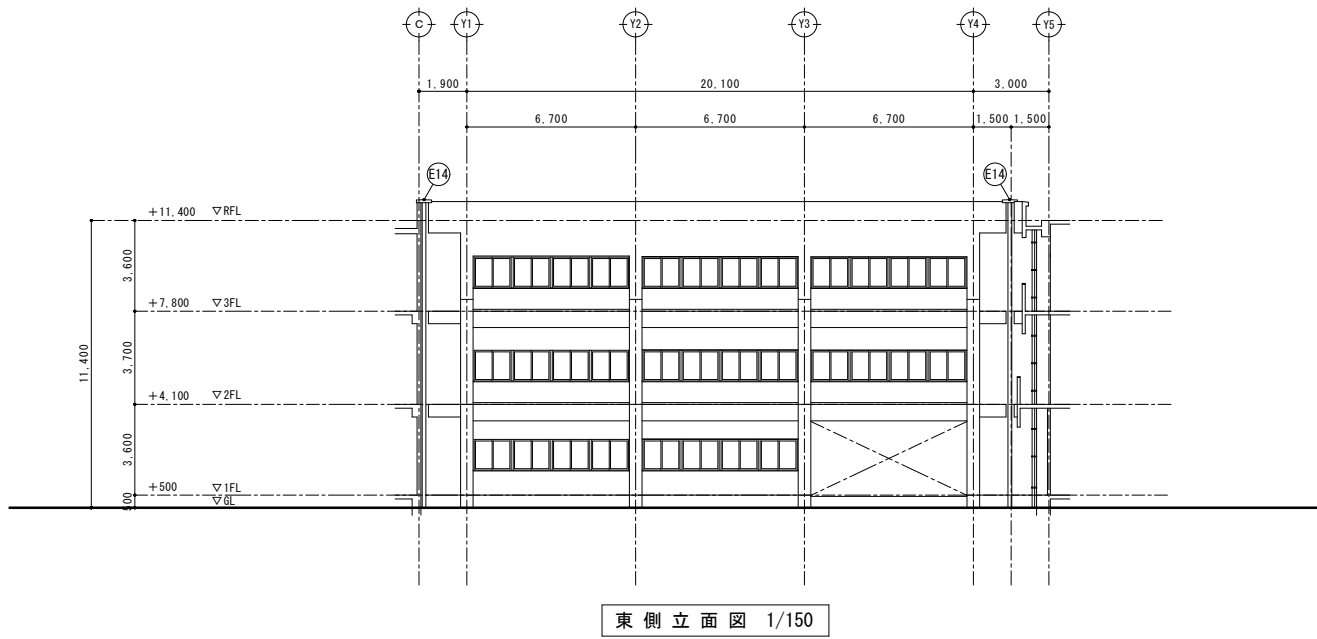 C Y1 Y2 Y3 Y4 Y5
1,900 20,100 3,000
6,700 6,700 6,700 1,500 1,500
E14 E14
+11,400 ▽RFL
3,600
+7,800 ▽3FL
11,400
3,700
+4,100 ▽2FL
3,600
+500 ▽1FL
500
▽GL
東側立面図 1/150